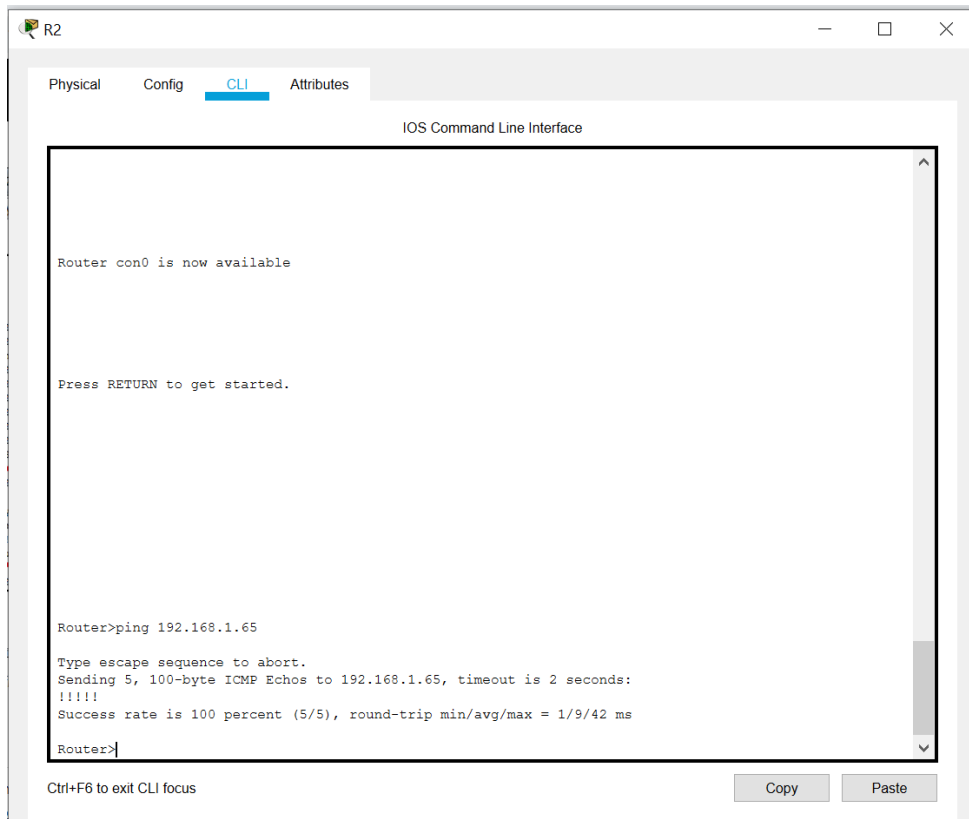 R2
Physical Config CLI Attributes
IOS Command Line Interface
Router con0 is now available
Press RETURN to get started.
Router>ping 192.168.1.65
Type escape sequence to abort.
Sending 5, 100-byte ICMP Echos to 192.168.1.65, timeout is 2 seconds:
!!!!!
Success rate is 100 percent (5/5), round-trip min/avg/max = 1/9/42 ms
Router>
Ctrl+F6 to exit CLI focus
Copy Paste